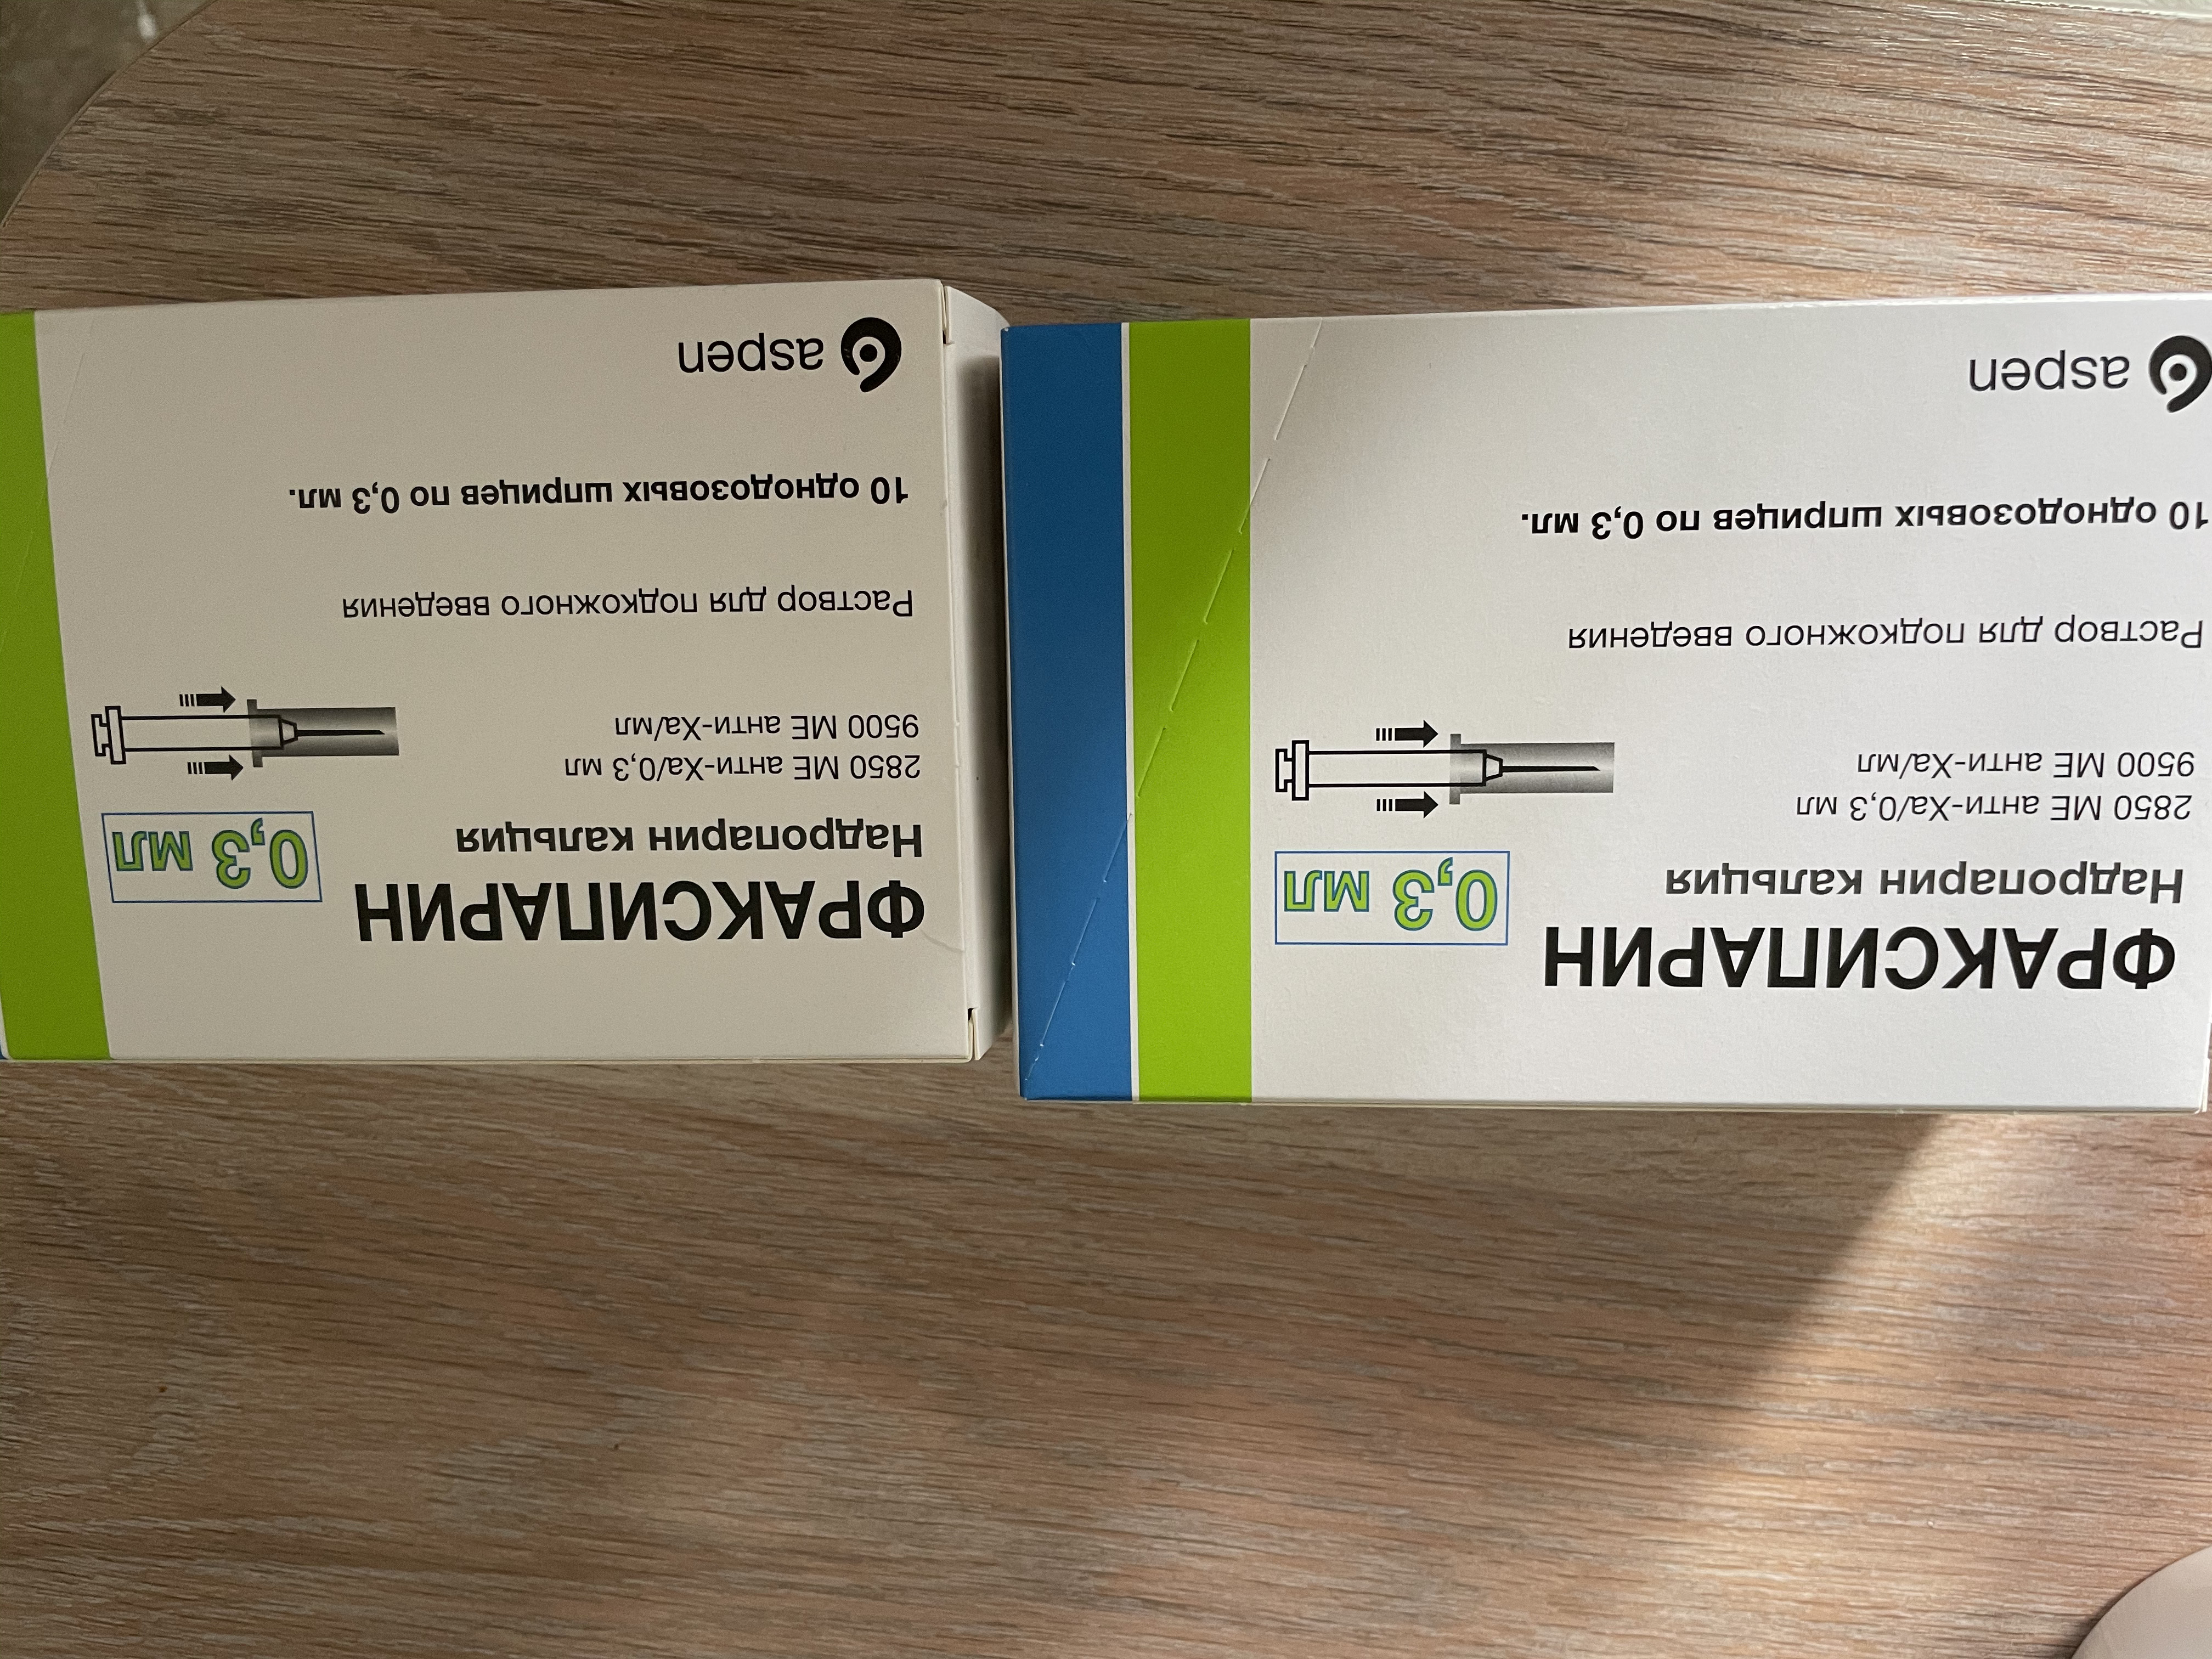 ФРАКСИПАРИН
0,3 мл
Надропарин кальция
2850 МЕ анти-Ха/0,3 мл
9500 МЕ анти-Ха/мл
Раствор для подкожного введения
10 однодозовых шприцев по 0,3 мл.
aspen
ФРАКСИПАРИН
0,3 мл
Надропарин кальция
2850 МЕ анти-Ха/0,3 мл
9500 МЕ анти-Ха/мл
Раствор для подкожного введения
10 однодозовых шприцев по 0,3 мл.
aspen